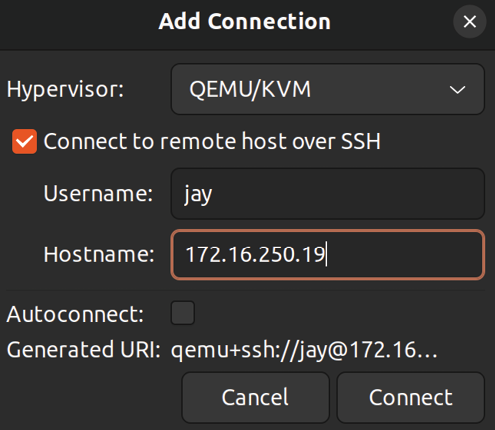 Add Connection
Hypervisor: QEMU/KVM
Connect to remote host over SSH
Username: jay
Hostname: 172.16.250.19
Autoconnect:
Generated URI: qemu+ssh://jay@172.16...
Cancel Connect